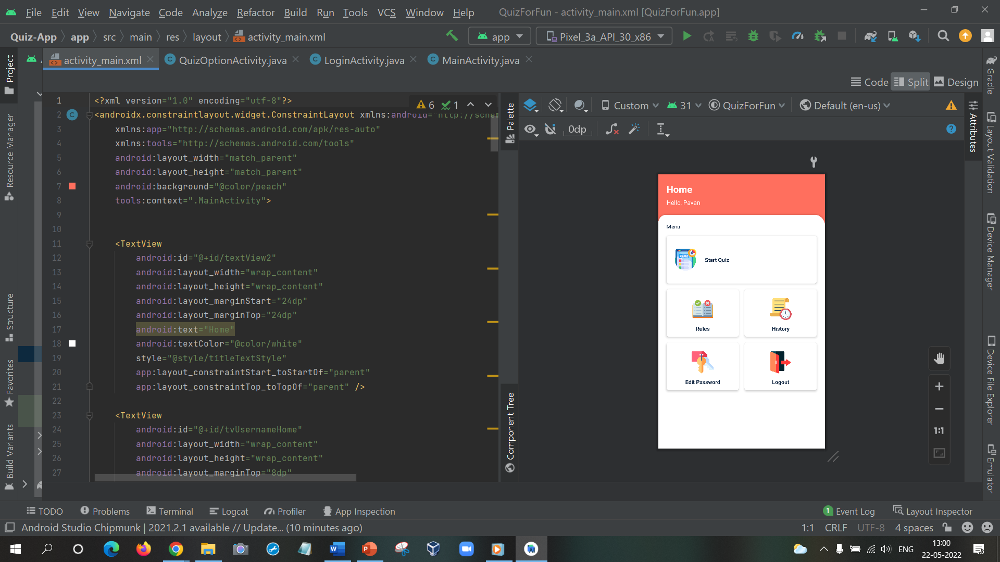 File Edit View Navigate Code Analyze Refactor Build Run Tools VCS Window Help QuizForFun - activity_main.xml [QuizForFun.app]
Quiz-App app src main res layout activity_main.xml app Pixel_3a_API_30_x86
activity_main.xml QuizOptionActivity.java LoginActivity.java MainActivity.java
Code Split Design
Project
Resource Manager
Structure
Favorites
Build Variants
1 <?xml version="1.0" encoding="utf-8"?>
6 1
2 <androidx.constraintlayout.widget.ConstraintLayout xmlns:android="http://schem
3 xmlns:app="http://schemas.android.com/apk/res-auto"
4 xmlns:tools="http://schemas.android.com/tools"
5 android:layout_width="match_parent"
6 android:layout_height="match_parent"
7 android:background="@color/peach"
8 tools:context=".MainActivity">
9
10
11 <TextView
12 android:id="@+id/textView2"
13 android:layout_width="wrap_content"
14 android:layout_height="wrap_content"
15 android:layout_marginStart="24dp"
16 android:layout_marginTop="24dp"
17 android:text="Home"
18 android:textColor="@color/white"
19 style="@style/titleTextStyle"
20 app:layout_constraintStart_toStartOf="parent"
21 app:layout_constraintTop_toTopOf="parent" />
22
23 <TextView
24 android:id="@+id/tvUsernameHome"
25 android:layout_width="wrap_content"
26 android:layout_height="wrap_content"
27 android:layout_marginTop="8dp"
Palette
Component Tree
Custom 31 QuizForFun Default (en-us)
0dp
Home
Hello, Pavan
Menu
QUIZ
Start Quiz
Rules History
Edit Password Logout
1:1
Attributes
Gradle
Layout Validation
Device Manager
Device File Explorer
Emulator
TODO Problems Terminal Logcat Profiler App Inspection 1 Event Log Layout Inspector
Android Studio Chipmunk | 2021.2.1 available // Update... (10 minutes ago) 1:1 CRLF UTF-8 4 spaces
ENG 13:00
22-05-2022